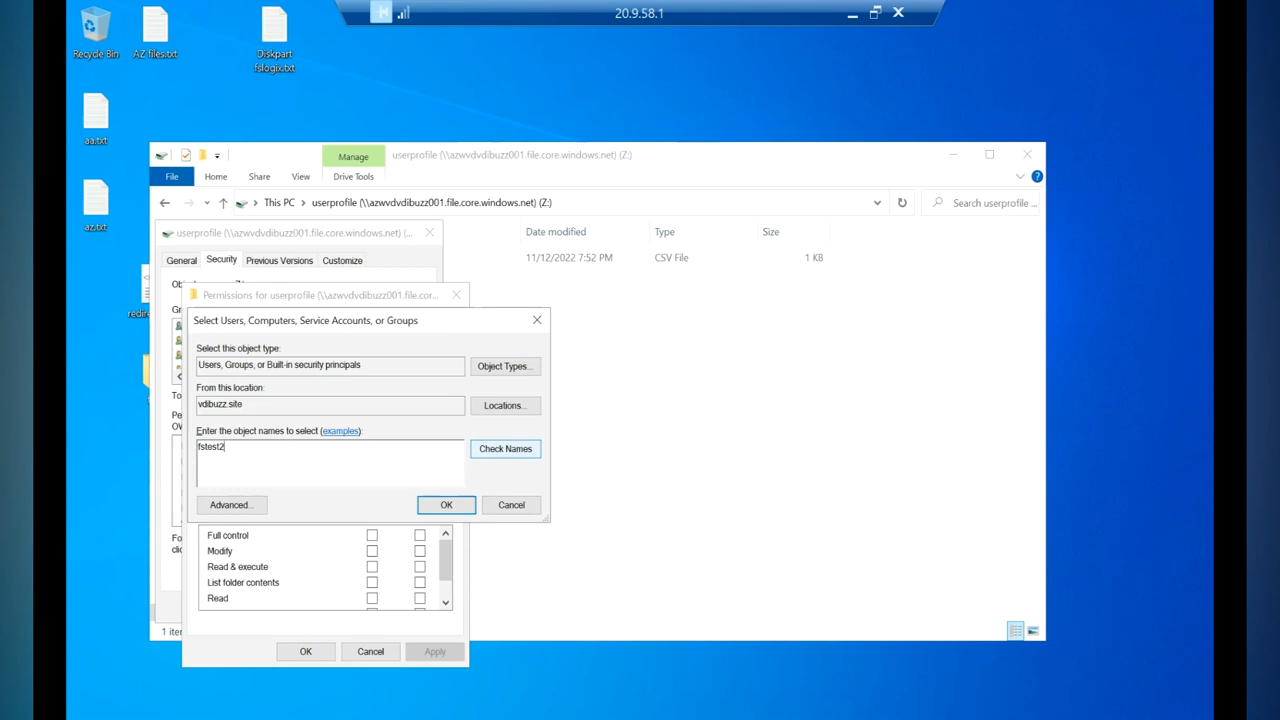 20.9.58.1
Recycle Bin
AZ files.txt
Diskpart
fslogix.txt
aa.txt
az.txt
Manage
userprofile (\\azwvdvdibuzz001.file.core.windows.net) (Z:)
File
Home
Share
View
Drive Tools
This PC
userprofile (\\azwvdvdibuzz001.file.core.windows.net) (Z:)
Search userprofile ...
userprofile (\\azwvdvdibuzz001.file.core.windows.net) (...
Date modified
Type
Size
General
Security
Previous Versions
Customize
11/12/2022 7:52 PM
CSV File
1 KB
Permissions for userprofile (\\azwvdvdibuzz001.file.cor...
Select Users, Computers, Service Accounts, or Groups
Select this object type:
Users, Groups, or Built-in security principals
Object Types...
From this location:
vdibuzz.site
Locations...
Enter the object names to select (examples):
fstest2
Check Names
Advanced...
OK
Cancel
Full control
Modify
Read & execute
List folder contents
Read
1 iter
OK
Cancel
Apply